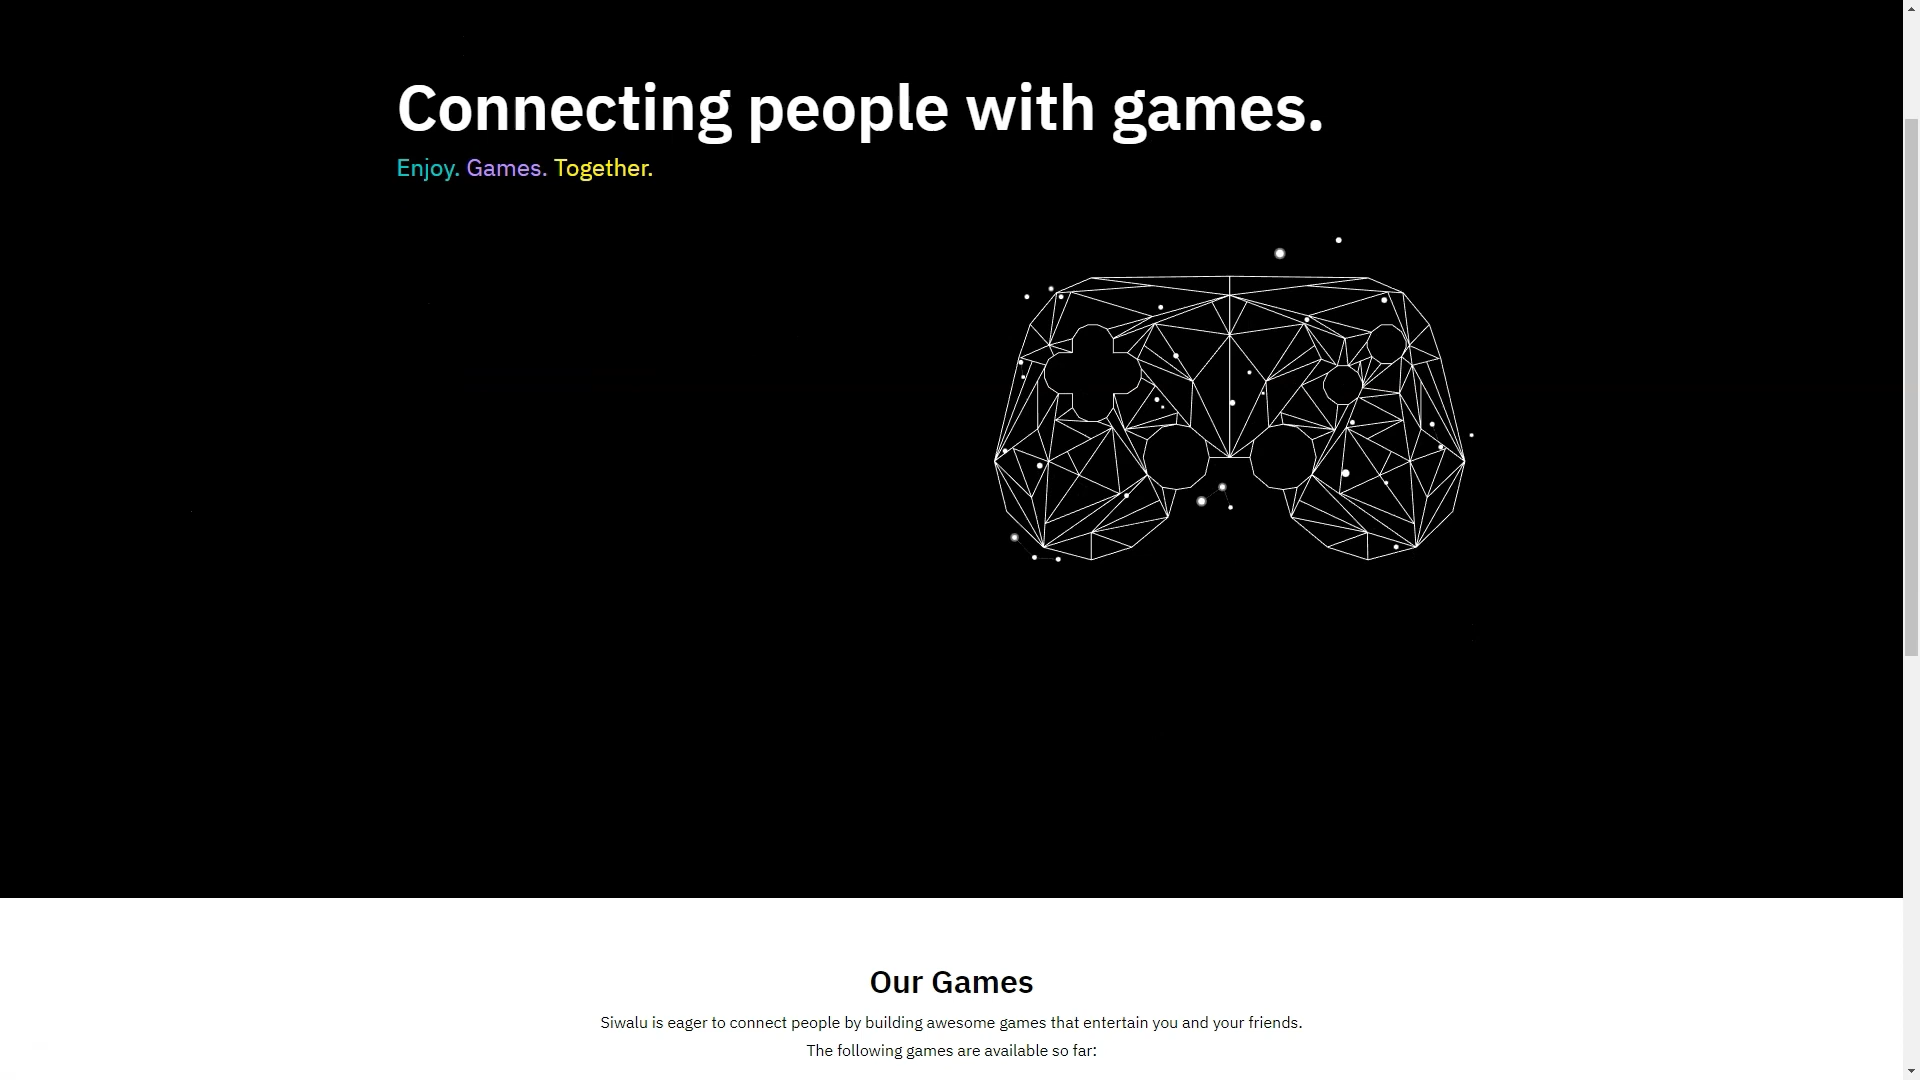 Connecting people with games.
Enjoy. Games. Together.
Our Games
Siwalu is eager to connect people by building awesome games that entertain you and your friends.
The following games are available so far: